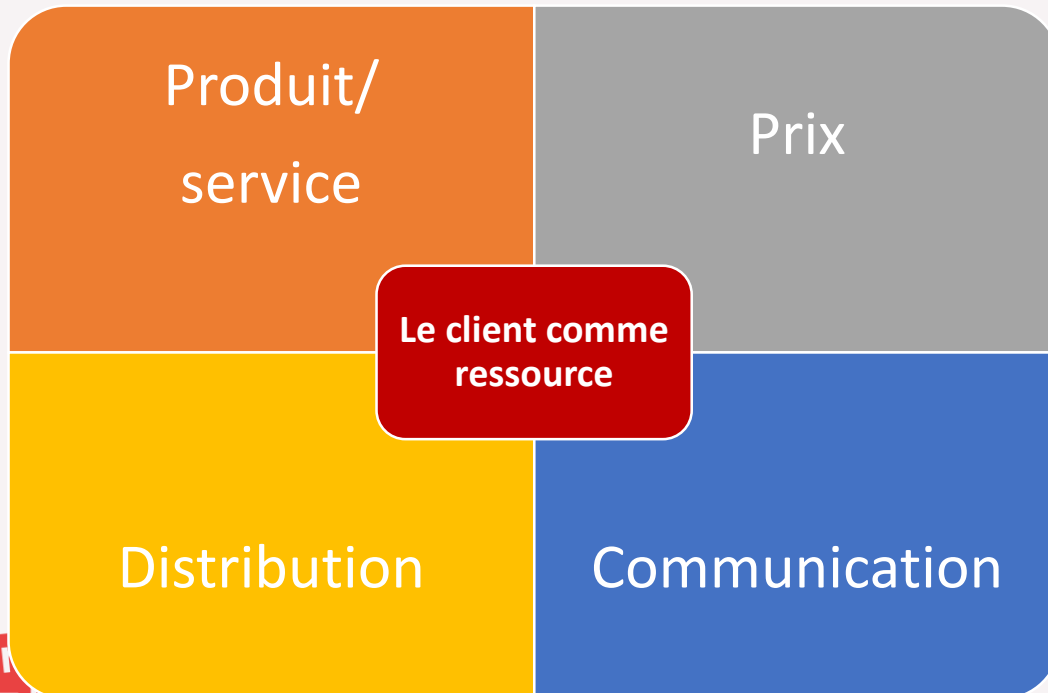 Produit/
service
Prix
Le client comme
ressource
Distribution
Communication